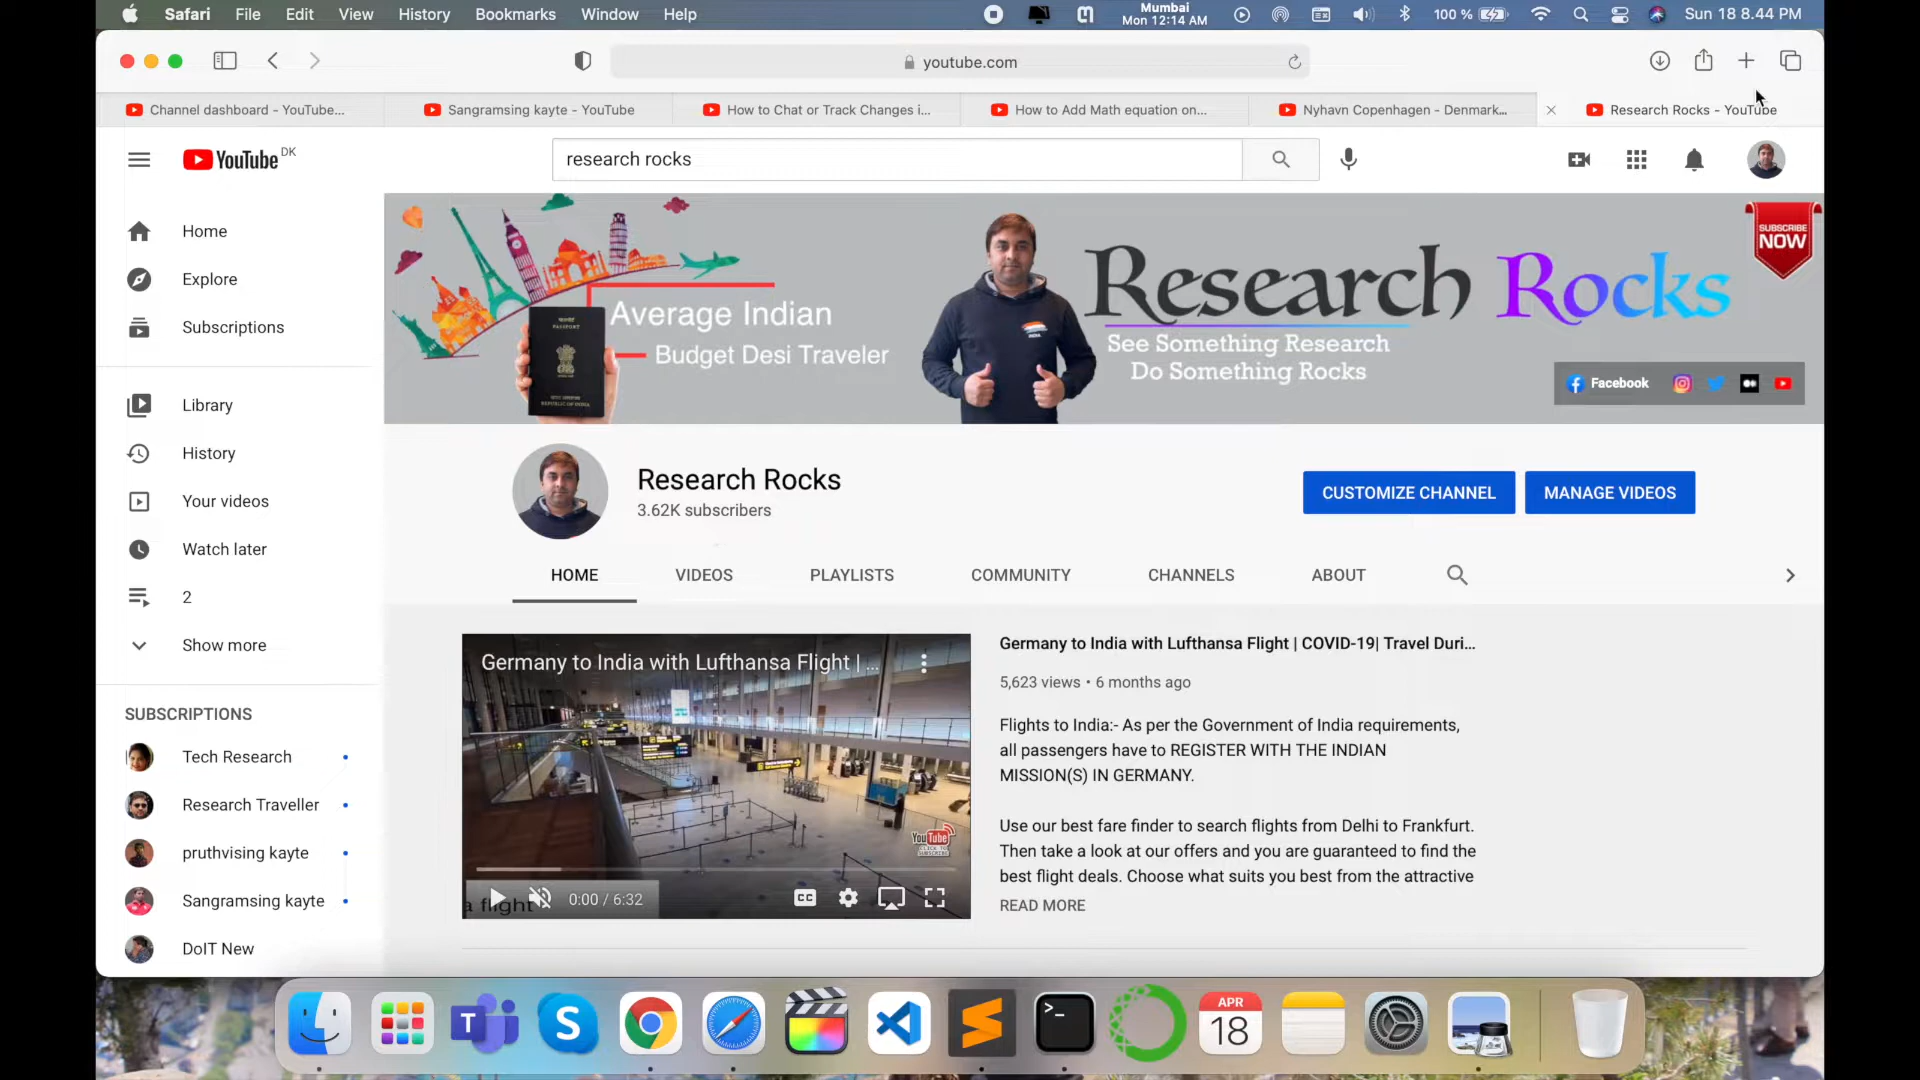 Safari File Edit View History Bookmarks Window Help
Mumbai
Mon 12:14 AM
100 %
Sun 18 8.44 PM
youtube.com
Channel dashboard - YouTube...
Sangramsing kayte - YouTube
How to Chat or Track Changes i...
How to Add Math equation on...
Nyhavn Copenhagen - Denmark...
Research Rocks - YouTube
YouTube DK
research rocks
Home
Explore
Subscriptions
Library
History
Your videos
Watch later
2
Show more
SUBSCRIPTIONS
Tech Research
Research Traveller
pruthvising kayte
Sangramsing kayte
DoIT New
Average Indian
Budget Desi Traveler
PASSPORT
REPUBLIC OF INDIA
INDIA
Research Rocks
See Something Research
Do Something Rocks
SUBSCRIBE
NOW
Facebook
Research Rocks
3.62K subscribers
CUSTOMIZE CHANNEL
MANAGE VIDEOS
HOME VIDEOS PLAYLISTS COMMUNITY CHANNELS ABOUT
Germany to India with Lufthansa Flight | ...
YouTube
a flight
0:00 / 6:32
CC
Germany to India with Lufthansa Flight | COVID-19| Travel Duri...
5,623 views • 6 months ago
Flights to India:- As per the Government of India requirements,
all passengers have to REGISTER WITH THE INDIAN
MISSION(S) IN GERMANY.
Use our best fare finder to search flights from Delhi to Frankfurt.
Then take a look at our offers and you are guaranteed to find the
best flight deals. Choose what suits you best from the attractive
READ MORE
T
S
>_
APR
18